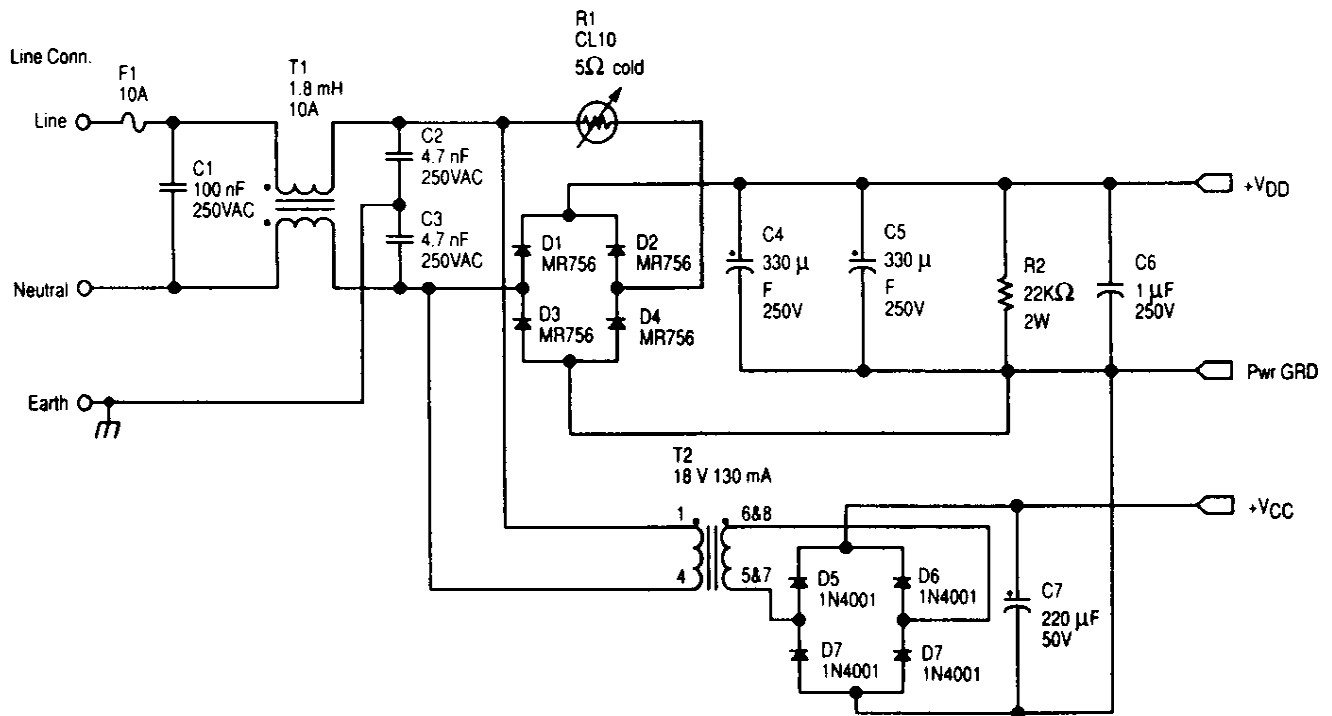 Line Conn.
F1
10A
T1
1.8 mH
10A
R1
CL10
5Ω cold
Line
C1
100 nF
250VAC
C2
4.7 nF
250VAC
C3
4.7 nF
250VAC
Neutral
Earth
D1
MR756
D2
MR756
D3
MR756
D4
MR756
C4
330 μ
F
250V
C5
330 μ
F
250V
R2
22KΩ
2W
C6
1 μF
250V
+VDD
Pwr GRD
T2
18 V 130 mA
1
4
6&8
5&7
D5
1N4001
D6
1N4001
D7
1N4001
D7
1N4001
C7
220 μF
50V
+VCC